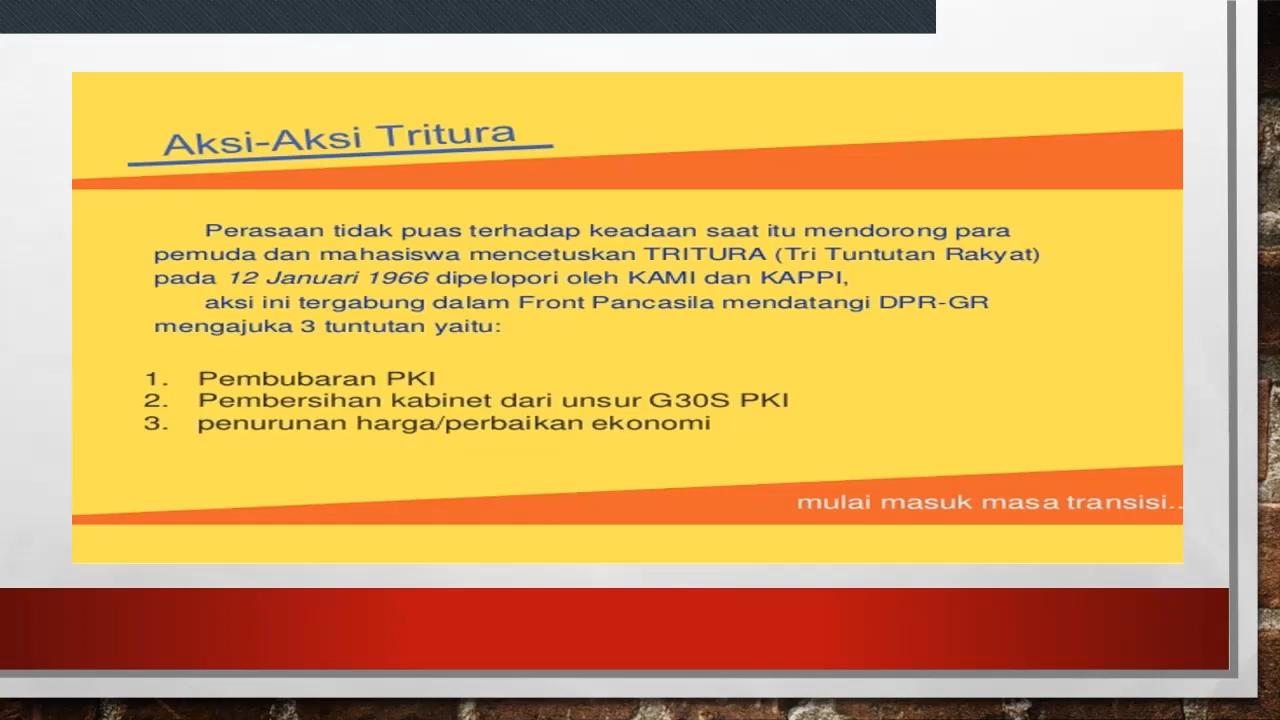 Aksi-Aksi Tritura
Perasaan tidak puas terhadap keadaan saat itu mendorong para
pemuda dan mahasiswa mencetuskan TRITURA (Tri Tuntutan Rakyat)
pada 12 Januari 1966 dipelopori oleh KAMI dan KAPPI,
aksi ini tergabung dalam Front Pancasila mendatangi DPR-GR
mengajuka 3 tuntutan yaitu:
1. Pembubaran PKI
2. Pembersihan kabinet dari unsur G30S PKI
3. penurunan harga/perbaikan ekonomi
mulai masuk masa transisi..